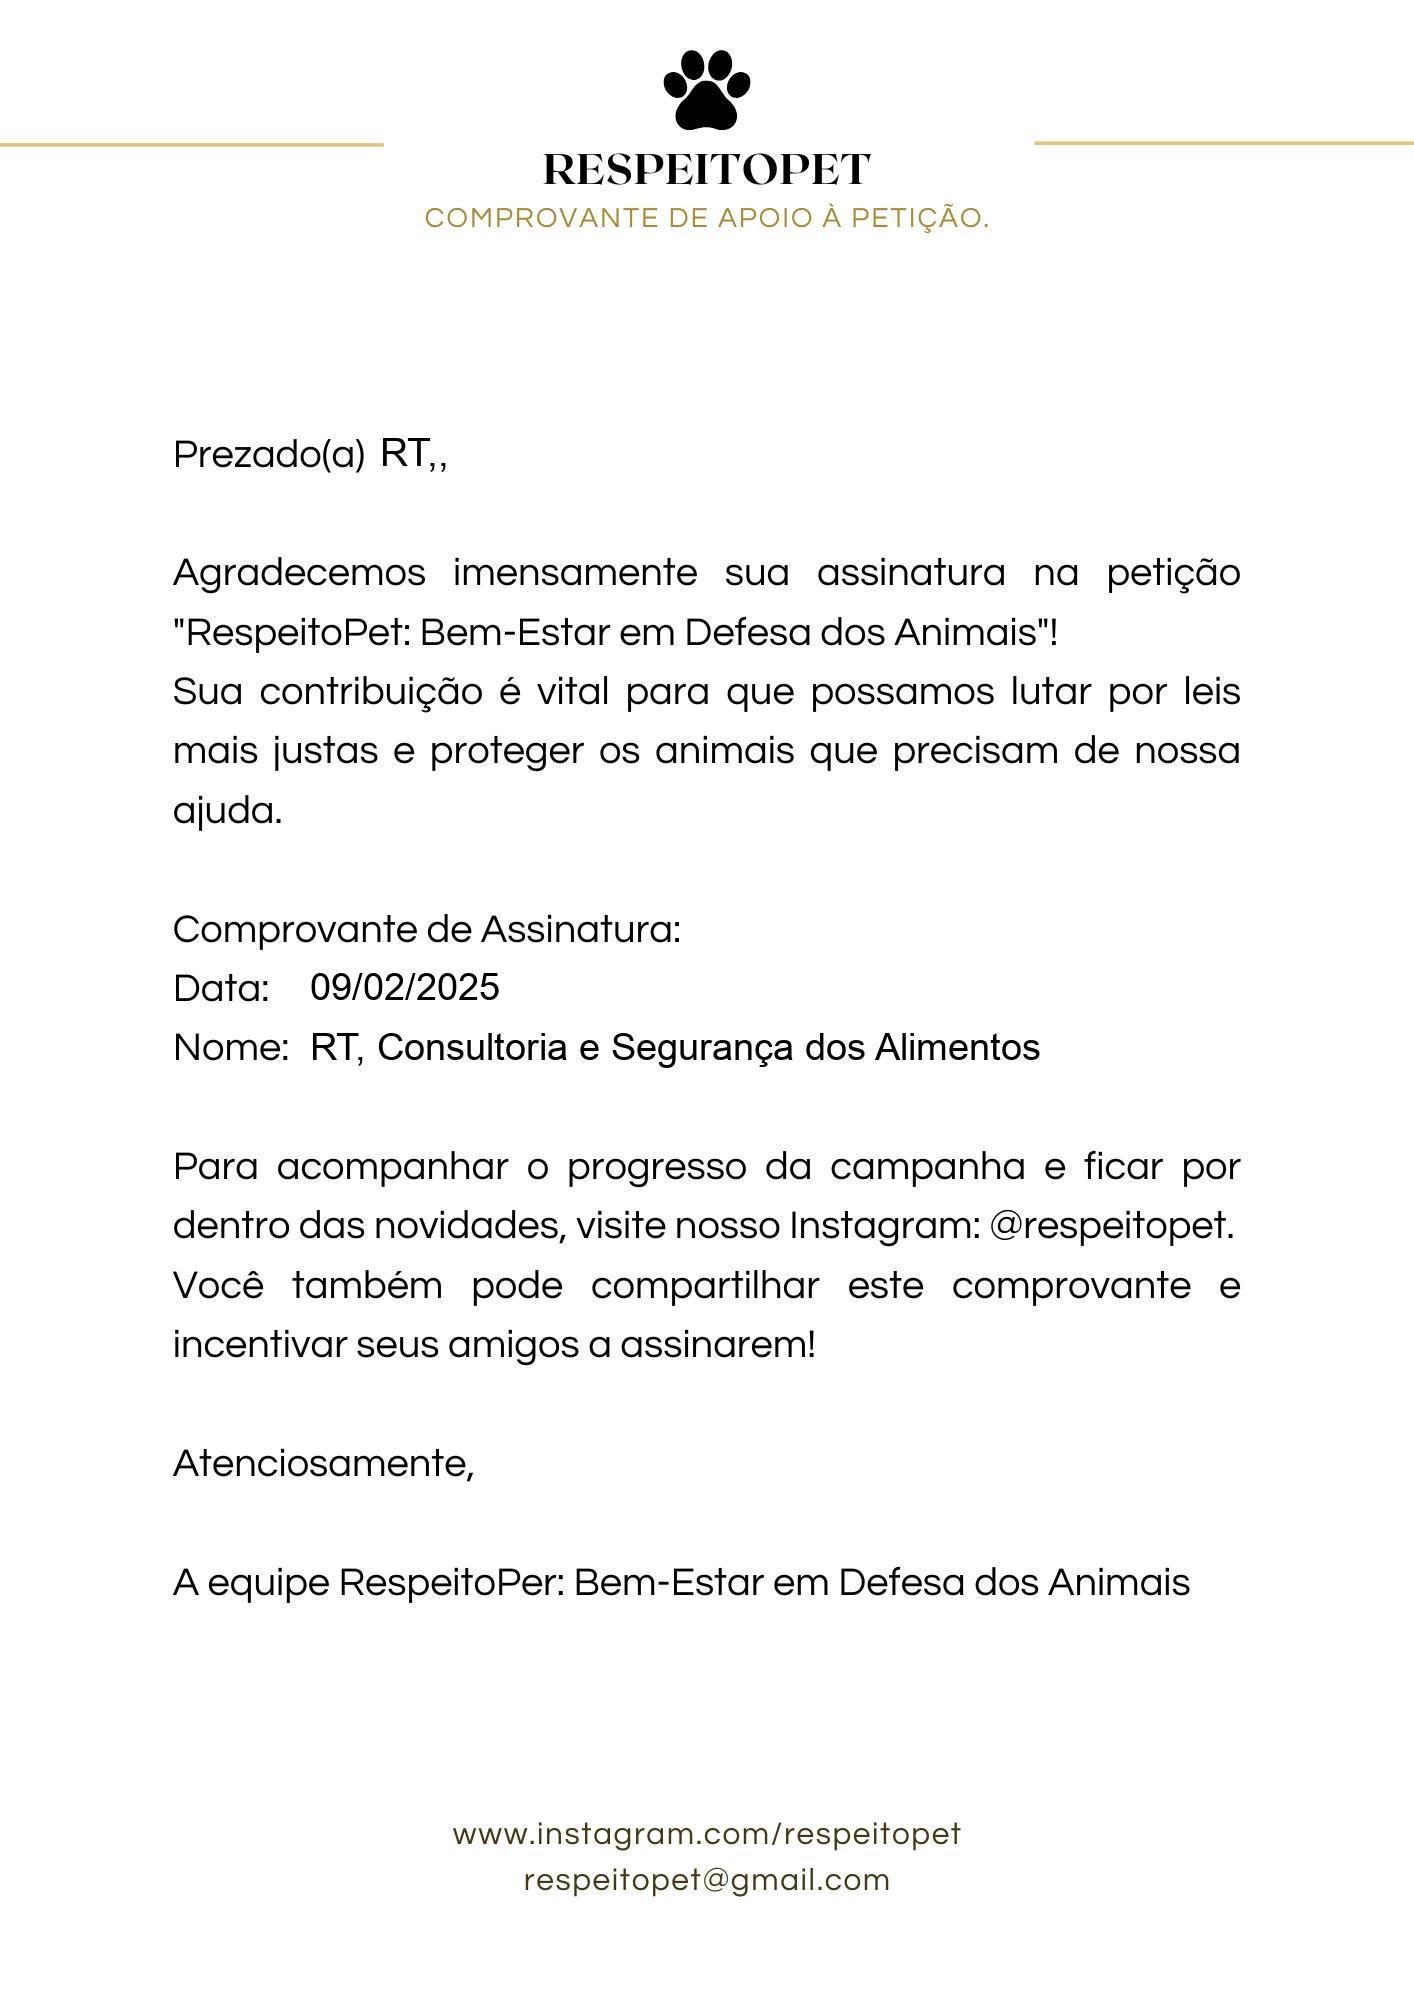 RESPEITOPET
COMPROVANTE DE APOIO À PETIÇÃO.
Prezado(a) RT,,
Agradecemos imensamente sua assinatura na petição
"RespeitoPet: Bem-Estar em Defesa dos Animais"!
Sua contribuição é vital para que possamos lutar por leis
mais justas e proteger os animais que precisam de nossa
ajuda.
Comprovante de Assinatura:
Data: 09/02/2025
Nome: RT, Consultoria e Segurança dos Alimentos
Para acompanhar o progresso da campanha e ficar por
dentro das novidades, visite nosso Instagram: @respeitopet.
Você também pode compartilhar este comprovante e
incentivar seus amigos a assinarem!
Atenciosamente,
A equipe RespeitoPer: Bem-Estar em Defesa dos Animais
www.instagram.com/respeitopet
respeitopet@gmail.com